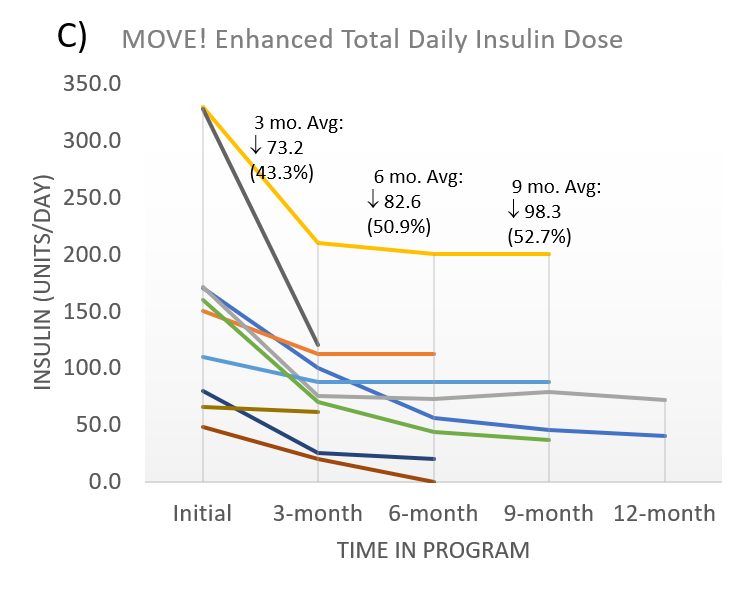 C) MOVE! Enhanced Total Daily Insulin Dose
350.0
300.0
250.0
200.0
150.0
100.0
50.0
0.0
INSULIN (UNITS/DAY)
3 mo. Avg:
↓ 73.2
(43.3%)
6 mo. Avg:
↓ 82.6
(50.9%)
9 mo. Avg:
↓ 98.3
(52.7%)
Initial 3-month 6-month 9-month 12-month
TIME IN PROGRAM